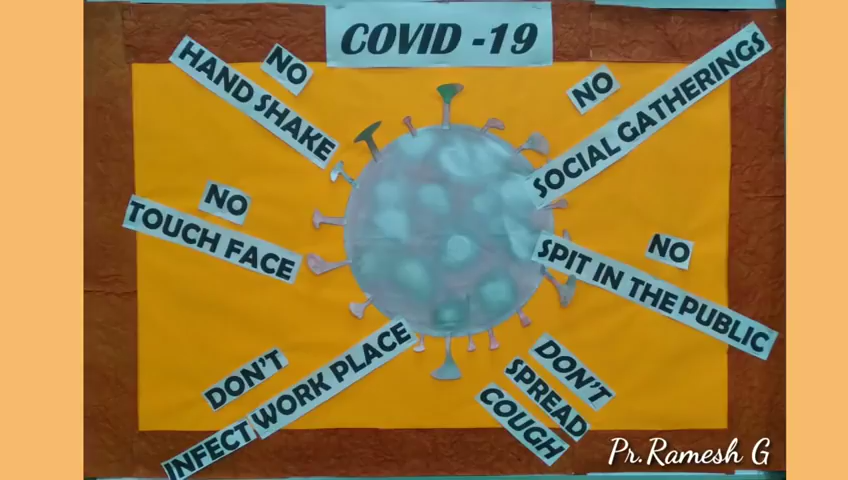 COVID -19
NO
HAND SHAKE
NO
SOCIAL GATHERINGS
NO
TOUCH FACE
NO
SPIT IN THE PUBLIC
DON'T
INFECT WORK PLACE
DON'T
SPREAD
COUGH
Pr.Ramesh G